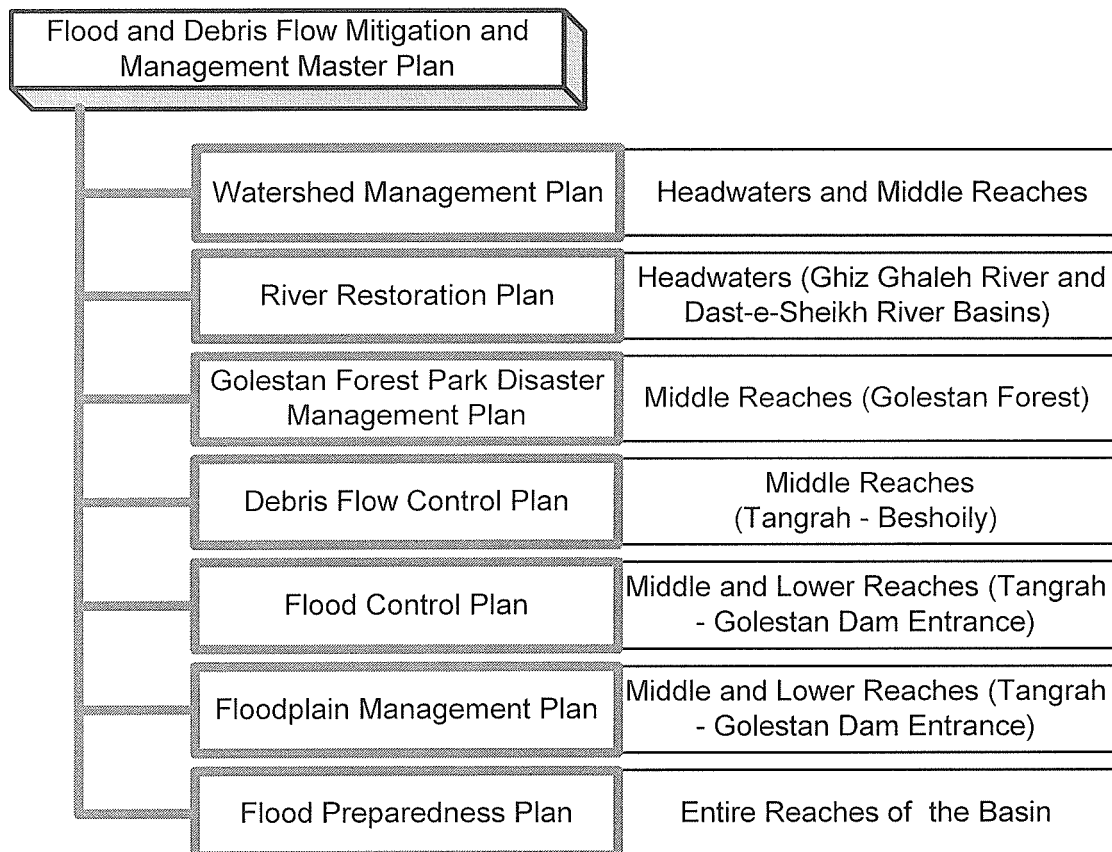 Flood and Debris Flow Mitigation and
Management Master Plan
Watershed Management Plan
Headwaters and Middle Reaches
River Restoration Plan
Headwaters (Ghiz Ghaleh River and
Dast-e-Sheikh River Basins)
Golestan Forest Park Disaster
Management Plan
Middle Reaches (Golestan Forest)
Debris Flow Control Plan
Middle Reaches
(Tangrah - Beshoily)
Flood Control Plan
Middle and Lower Reaches (Tangrah
- Golestan Dam Entrance)
Floodplain Management Plan
Middle and Lower Reaches (Tangrah
- Golestan Dam Entrance)
Flood Preparedness Plan
Entire Reaches of the Basin